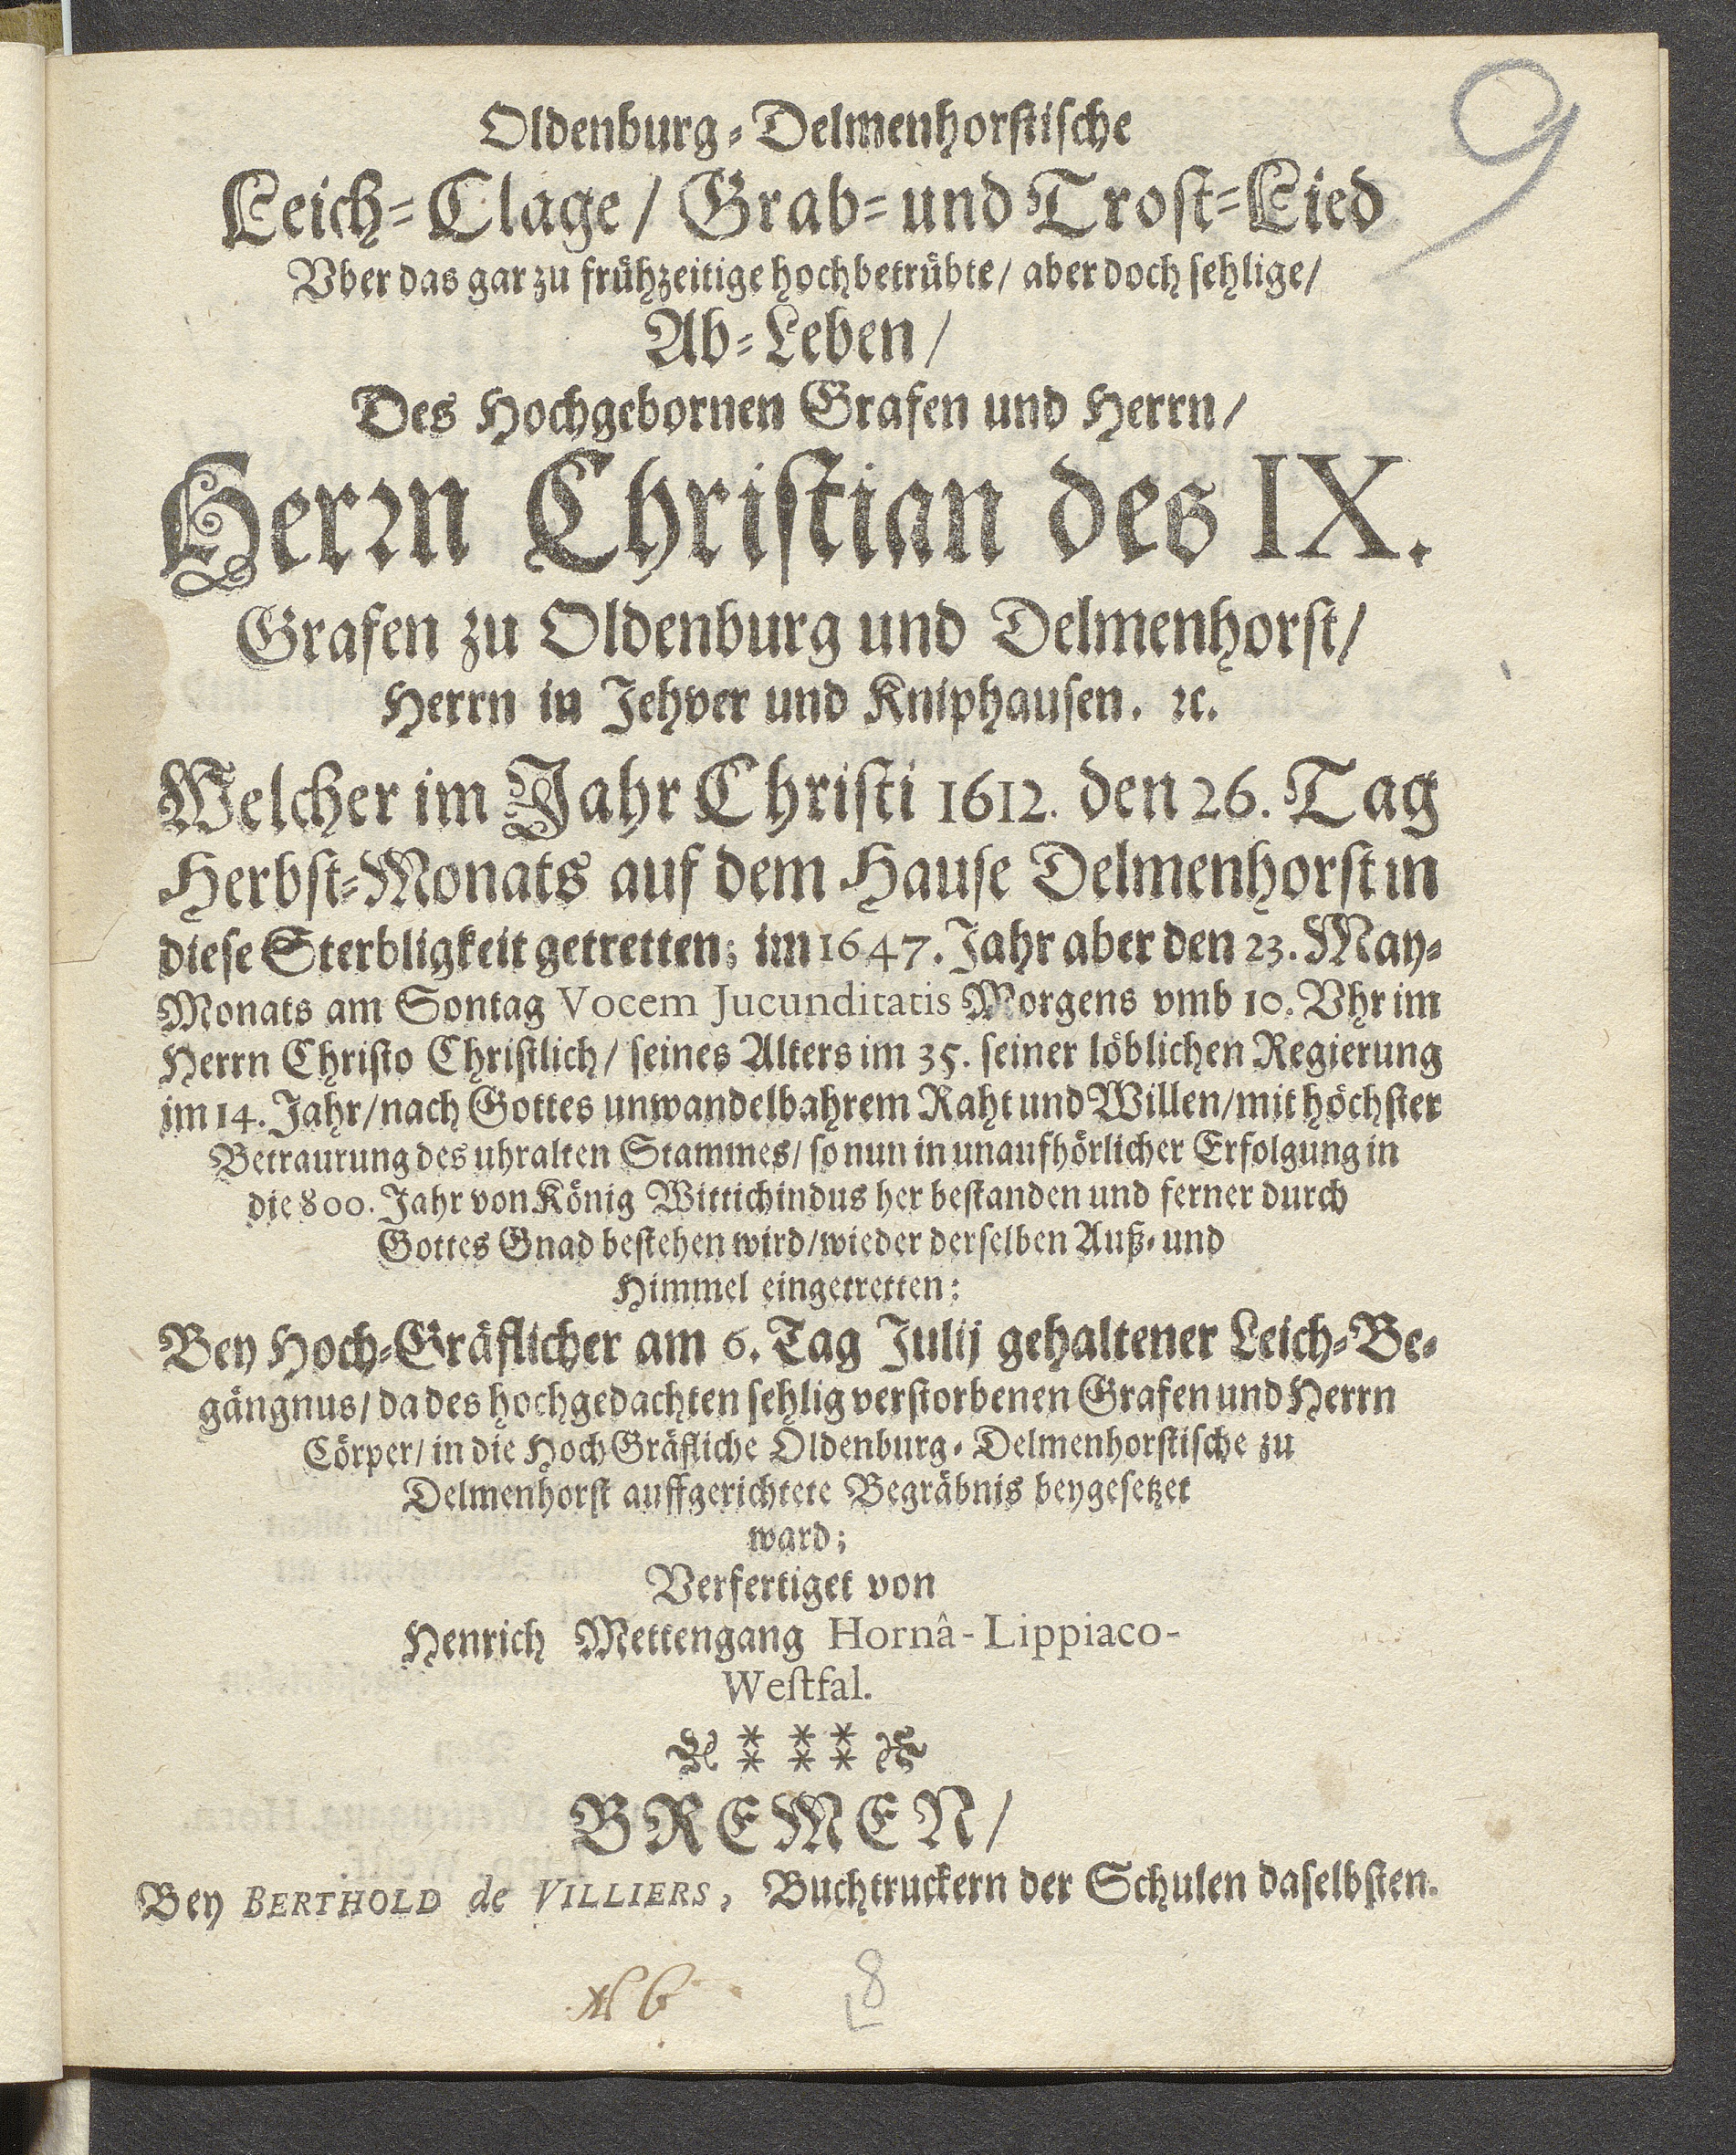 9
Oldenburg-Delmenhorstische
Leich-Clage/ Grab- und Trost-Lied
Vber das gar zu frühzeitige hochbetrübte/ aber doch sehlige/
Ab-Leben/
Des Hochgebornen Grafen und Herrn/
Herrn Christian des IX.
Grafen zu Oldenburg und Delmenhorst/
Herrn in Jehver und Kniphausen. ꝛc.
Welcher im Jahr Christi 1612. den 26. Tag
Herbst-Monats auf dem Hause Delmenhorst in
diese Sterbligkeit getretten; im 1647. Jahr aber den 23. May-
Monats am Sontag Vocem Jucunditatis Morgens vmb 10. Vhr im
Herrn Christo Christlich/ seines Alters im 35. seiner löblichen Regierung
im 14. Jahr/ nach Gottes unwandelbahrem Raht und Willen/ mit höchster
Betraurung des uhralten Stammes/ so nun in unaufhörlicher Erfolgung in
die 800. Jahr von König Wittichindus her bestanden und ferner durch
Gottes Gnad bestehen wird/ wieder derselben Auß- und
Himmel eingetretten:
Bey Hoch-Gräflicher am 6. Tag Julij gehaltener Leich-Be-
gängnus/ da des hochgedachten sehlig verstorbenen Grafen und Herrn
Cörper/ in die HochGräfliche Oldenburg-Delmenhorstische zu
Delmenhorst auffgerichtete Begräbnis beygesetzet
ward;
Verfertiget von
Henrich Mettengang Hornâ-Lippiaco-
Westfal.
BREMEN/
Bey BERTHOLD de VILLIERS, Buchtruckern der Schulen daselbsten.
8